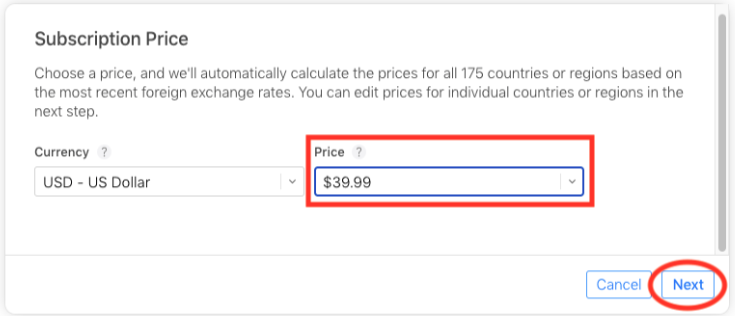 Subscription Price
Choose a price, and we'll automatically calculate the prices for all 175 countries or regions based on
the most recent foreign exchange rates. You can edit prices for individual countries or regions in the
next step.
Currency ?
Price ?
USD - US Dollar
$39.99
Cancel
Next